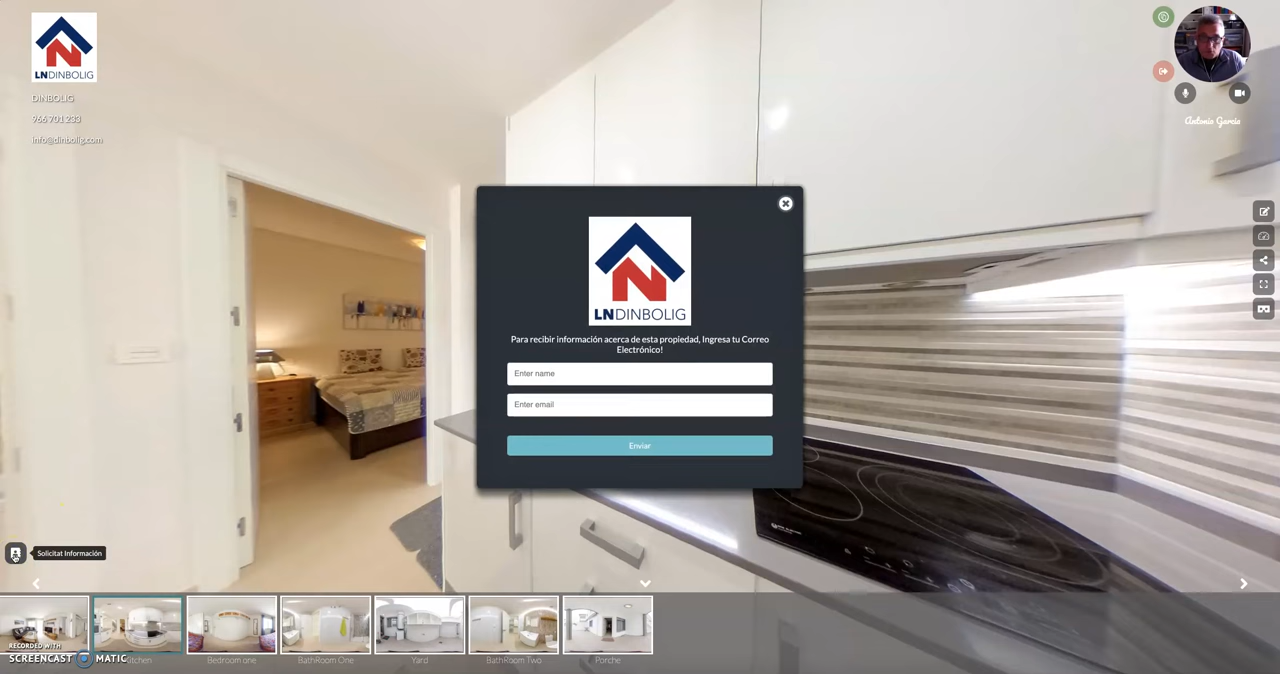 LNDINBOLIG
DINBOLIG
966 701 233
info@dinbolig.com
Antonio Garcia
LNDINBOLIG
Para recibir información acerca de esta propiedad, Ingresa tu Correo
Electrónico!
Enter name
Enter email
Enviar
Solicitat Información
RECORDED WITH
SCREENCAST MATIC
Kitchen
Bedroom one
BathRoom One
Yard
BathRoom Two
Porche